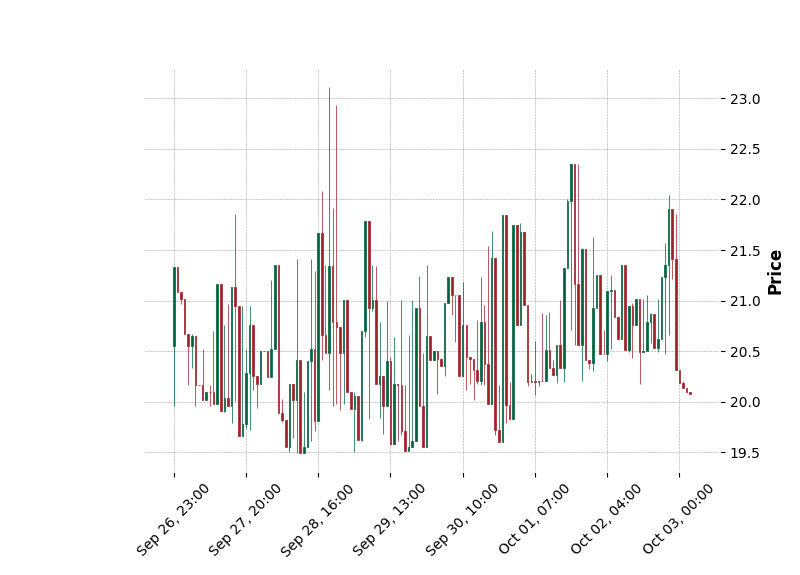 23.0
22.5
22.0
21.5
21.0
20.5
20.0
19.5
Price
Sep 26, 23:00
Sep 27, 20:00
Sep 28, 16:00
Sep 29, 13:00
Sep 30, 10:00
Oct 01, 07:00
Oct 02, 04:00
Oct 03, 00:00